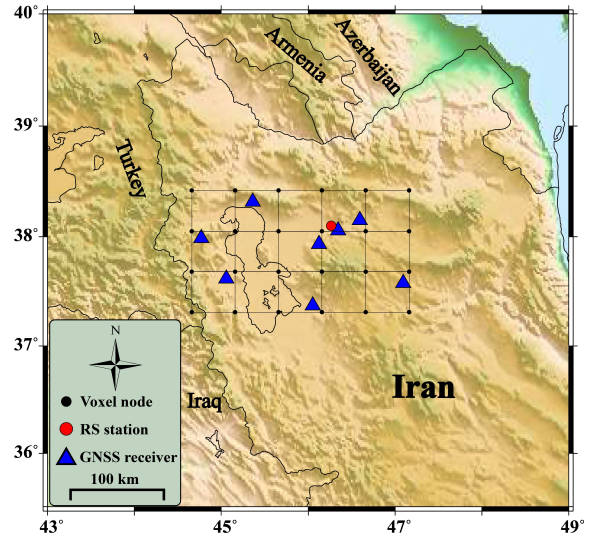 40°
39°
38°
37°
36°
43°
45°
47°
49°
Armenia
Azerbaijan
Turkey
Iran
Iraq
N
Voxel node
RS station
GNSS receiver
100 km